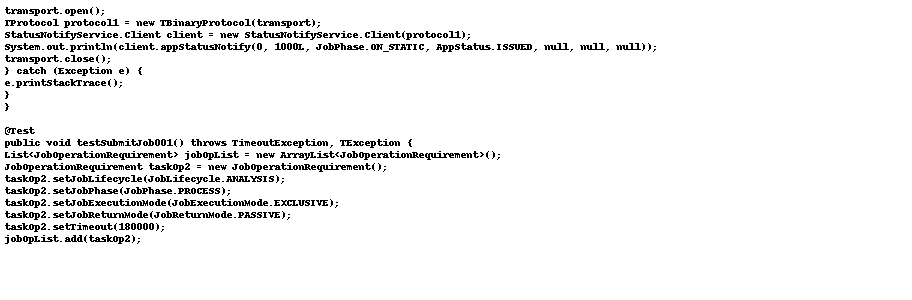 transport.open();
TProtocol protocol1 = new TBinaryProtocol(transport);
StatusNotifyService.Client client = new StatusNotifyService.Client(protocol1);
System.out.println(client.appStatusNotify(0, 1000L, JobPhase.ON_STATIC, AppStatus.ISSUED, null, null, null));
transport.close();
} catch (Exception e) {
e.printStackTrace();
}
}
@Test
public void testSubmitJob001() throws TimeoutException, TException {
List<JobOperationRequirement> jobOpList = new ArrayList<JobOperationRequirement>();
JobOperationRequirement taskOp2 = new JobOperationRequirement();
taskOp2.setJobLifecycle(JobLifecycle.ANALYSIS);
taskOp2.setJobPhase(JobPhase.PROCESS);
taskOp2.setJobExecutionMode(JobExecutionMode.EXCLUSIVE);
taskOp2.setJobReturnMode(JobReturnMode.PASSIVE);
taskOp2.setTimeout(180000);
jobOpList.add(taskOp2);